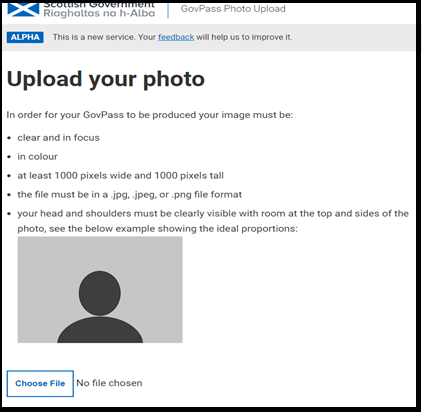 Scottish Government
Riaghaltas na h-Alba
GovPass Photo Upload
ALPHA This is a new service. Your feedback will help us to improve it.
Upload your photo
In order for your GovPass to be produced your image must be:
• clear and in focus
• in colour
• at least 1000 pixels wide and 1000 pixels tall
• the file must be in a .jpg, .jpeg, or .png file format
• your head and shoulders must be clearly visible with room at the top and sides of the
photo, see the below example showing the ideal proportions:
Choose File No file chosen